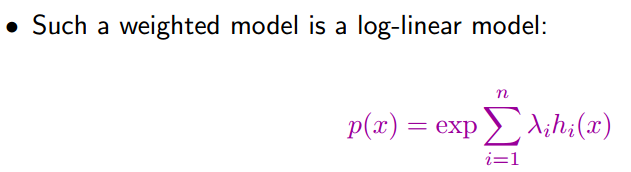 • Such a weighted model is a log-linear model:
p(x) = exp ∑_{i=1}^{n} λ_i h_i(x)